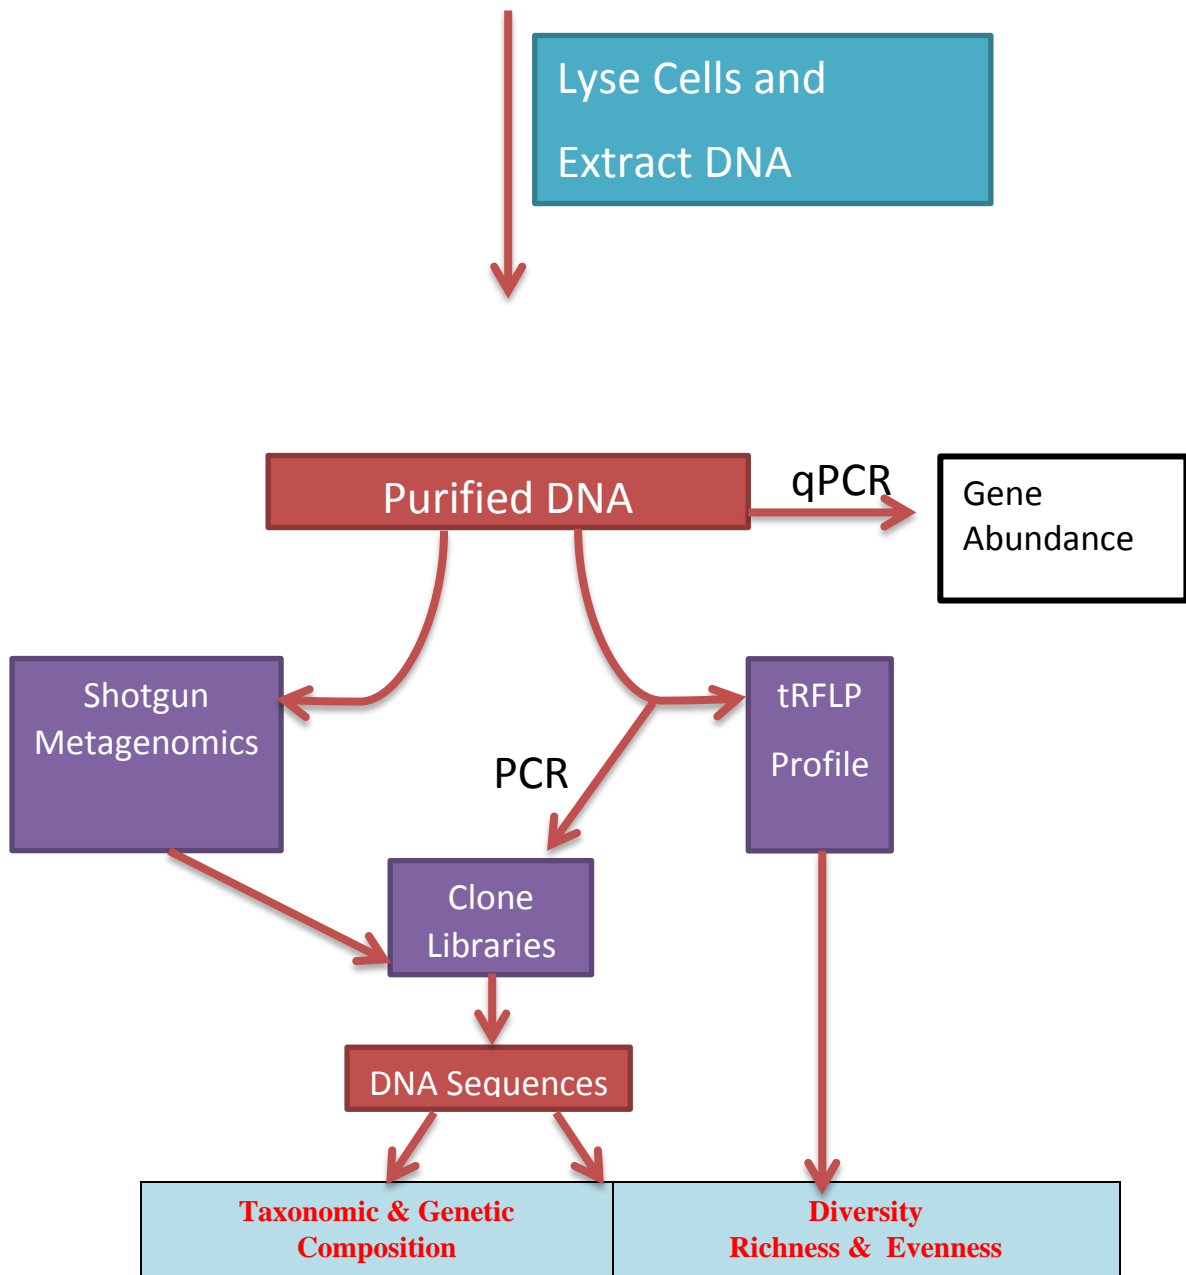 Lyse Cells and
Extract DNA
Purified DNA
qPCR
Gene
Abundance
Shotgun
Metagenomics
tRFLP
Profile
PCR
Clone
Libraries
DNA Sequences
Taxonomic & Genetic
Composition
Diversity
Richness & Evenness